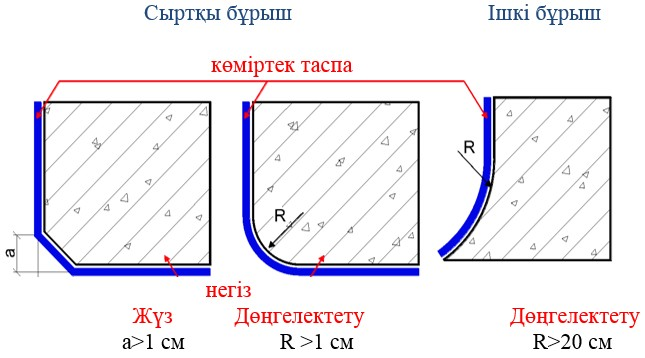 Сыртқы бұрыш
Ішкі бұрыш
көміртек таспа
R
R
a
негіз
Жүз
Дөңгелектету
Дөңгелектету
a>1 см
R >1 см
R>20 см